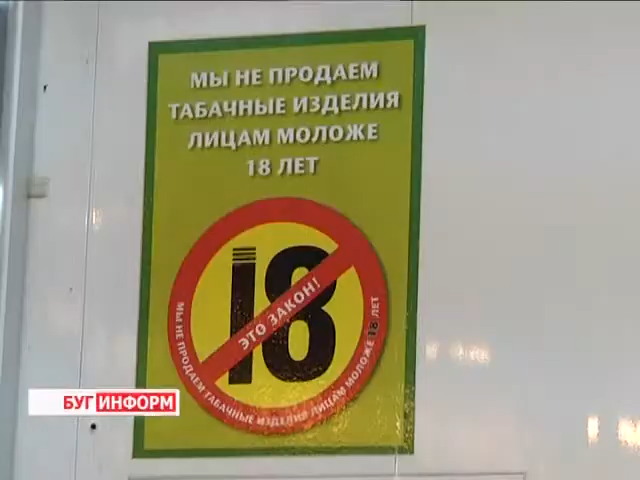 МЫ НЕ ПРОДАЕМ
ТАБАЧНЫЕ ИЗДЕЛИЯ
ЛИЦАМ МОЛОЖЕ
18 ЛЕТ
18
ЭТО ЗАКОН!
МЫ НЕ ПРОДАЕМ ТАБАЧНЫЕ ИЗДЕЛИЯ ЛИЦАМ МОЛОЖЕ 18 ЛЕТ
БУГИНФОРМ